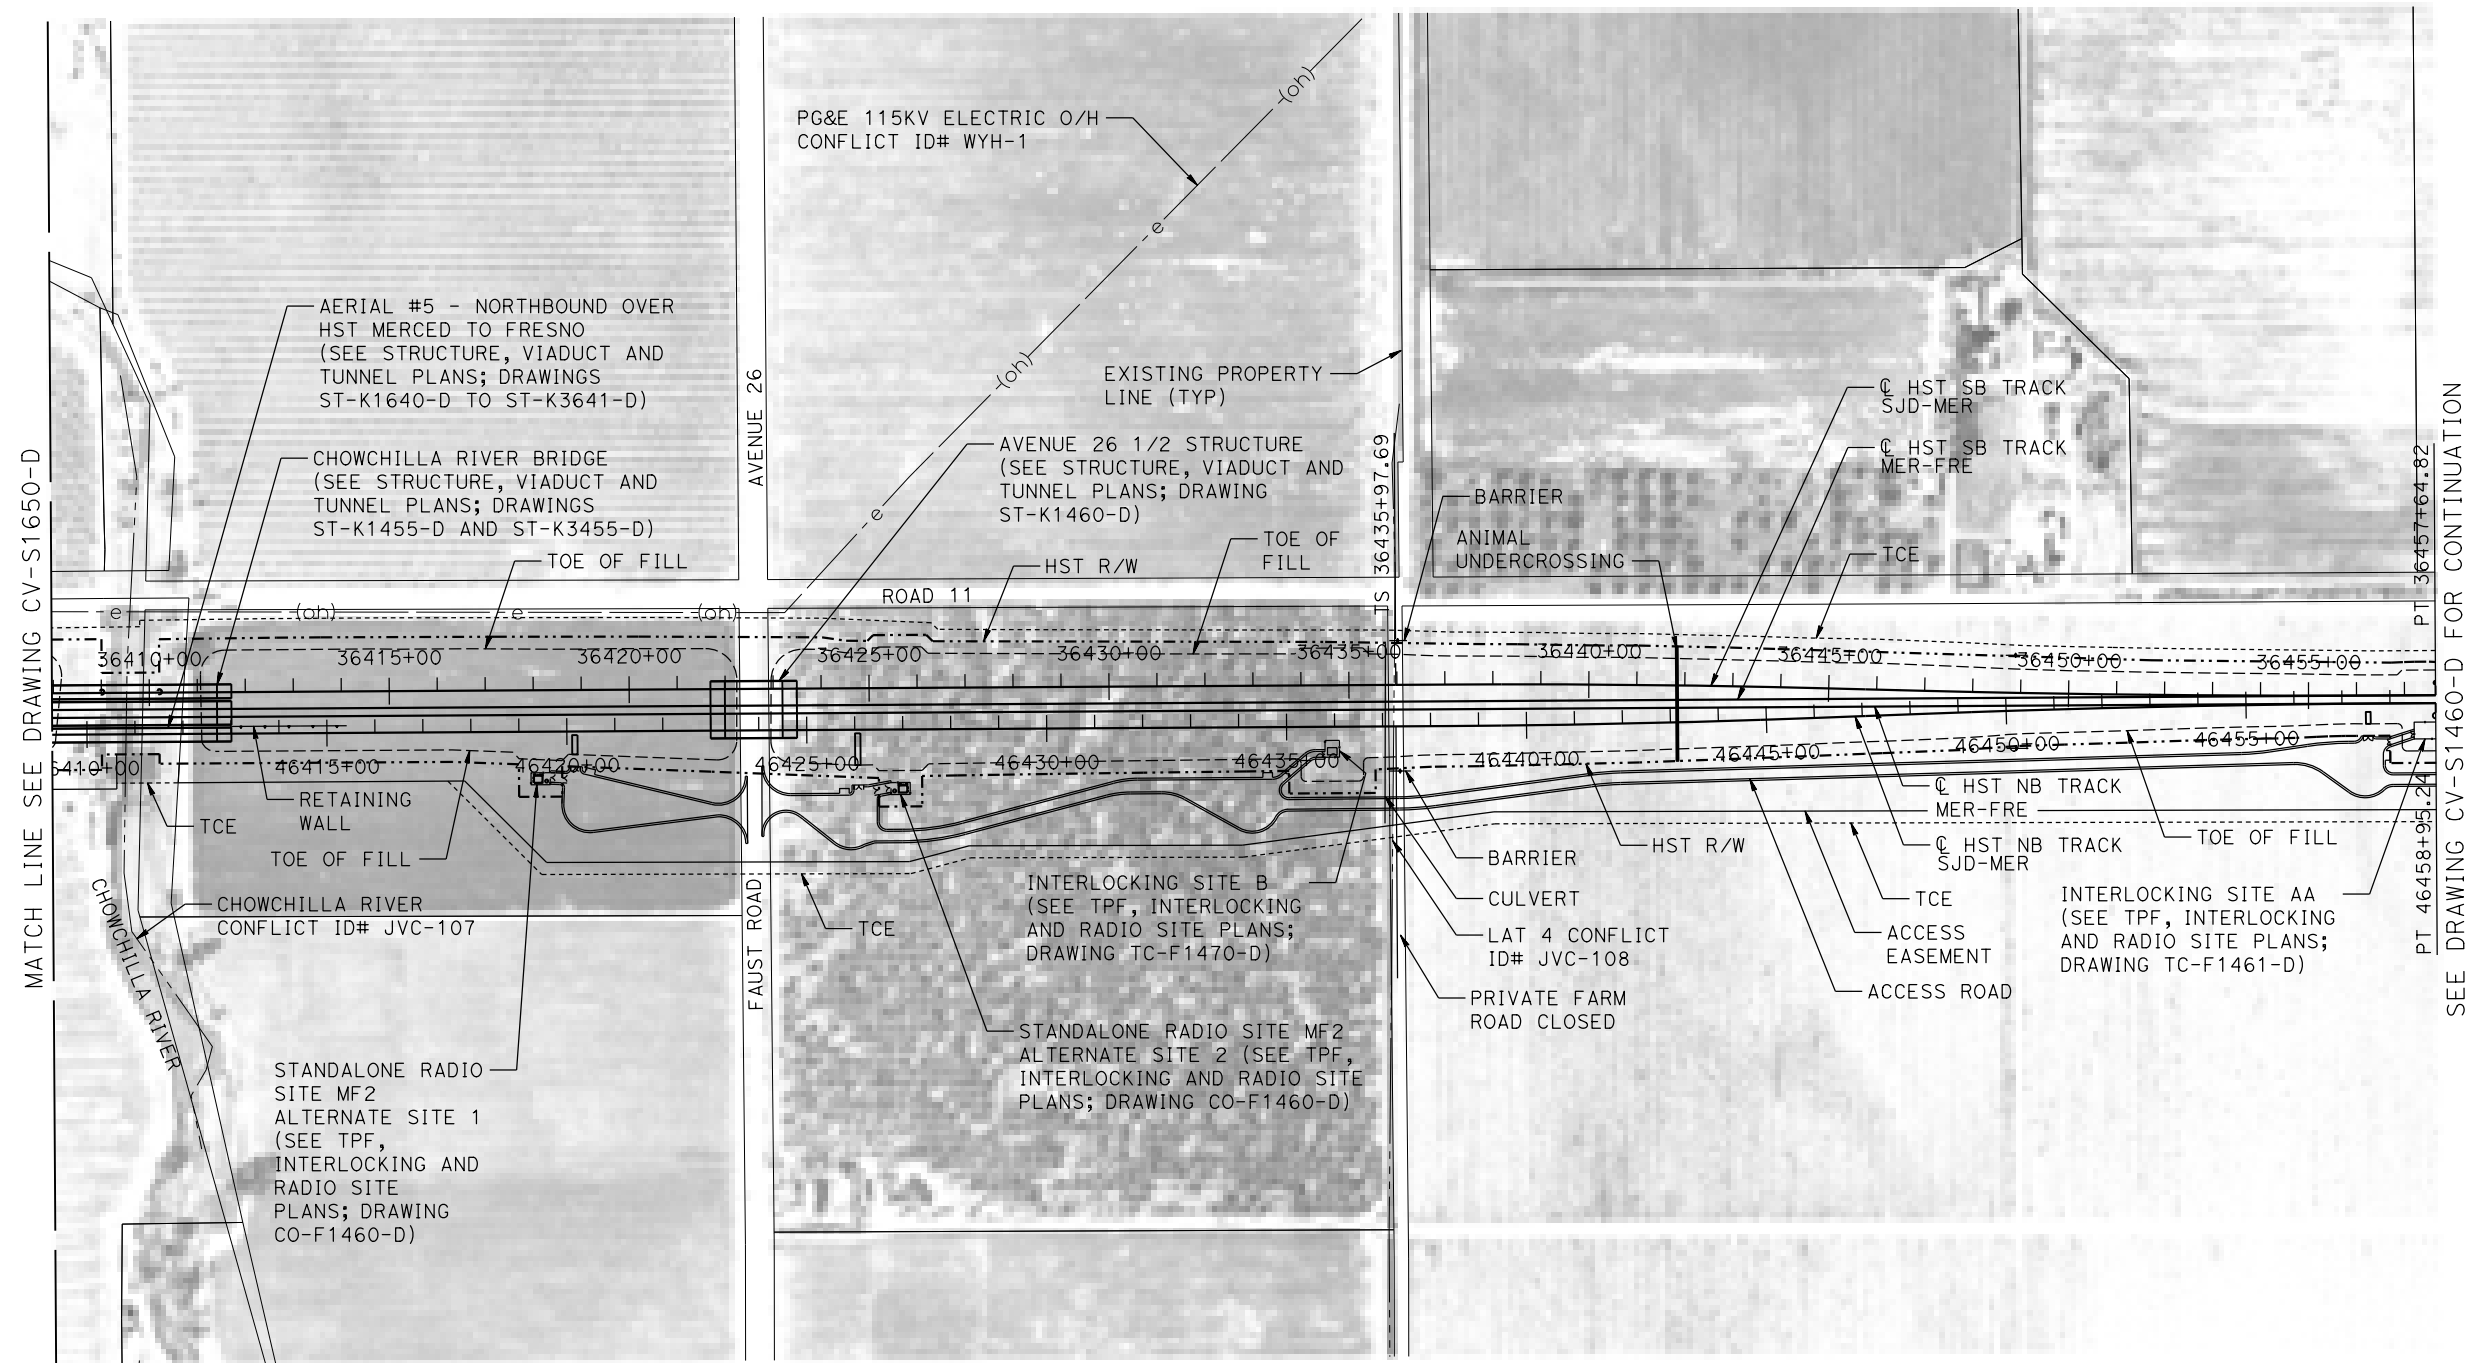 PG&E 115KV ELECTRIC O/H
CONFLICT ID# WYH-1
(oh)
e
AERIAL #5 - NORTHBOUND OVER
HST MERCED TO FRESNO
(SEE STRUCTURE, VIADUCT AND
TUNNEL PLANS; DRAWINGS
ST-K1640-D TO ST-K3641-D)
CHOWCHILLA RIVER BRIDGE
(SEE STRUCTURE, VIADUCT AND
TUNNEL PLANS; DRAWINGS
ST-K1455-D AND ST-K3455-D)
TOE OF FILL
AVENUE 26
(oh)
e
EXISTING PROPERTY
LINE (TYP)
AVENUE 26 1/2 STRUCTURE
(SEE STRUCTURE, VIADUCT AND
TUNNEL PLANS; DRAWING
ST-K1460-D)
HST R/W
TOE OF
FILL
TS 36435+97.69
BARRIER
ANIMAL
UNDERCROSSING
℄ HST SB TRACK
SJD-MER
℄ HST SB TRACK
MER-FRE
TCE
PT 36457+64.82
MATCH LINE SEE DRAWING CV-S1650-D
SEE DRAWING CV-S1460-D FOR CONTINUATION
ROAD 11
e
(oh)
e
(oh)
36410+00
36415+00
36420+00
36425+00
36430+00
36435+00
36440+00
36445+00
36450+00
36455+00
6410+00
46415+00
46420+00
46425+00
46430+00
46435+00
46440+00
46445+00
46450+00
46455+00
RETAINING
WALL
TCE
TOE OF FILL
CHOWCHILLA RIVER
CONFLICT ID# JVC-107
CHOWCHILLA RIVER
STANDALONE RADIO
SITE MF2
ALTERNATE SITE 1
(SEE TPF,
INTERLOCKING AND
RADIO SITE
PLANS; DRAWING
CO-F1460-D)
FAUST ROAD
TCE
INTERLOCKING SITE B
(SEE TPF, INTERLOCKING
AND RADIO SITE PLANS;
DRAWING TC-F1470-D)
STANDALONE RADIO SITE MF2
ALTERNATE SITE 2 (SEE TPF,
INTERLOCKING AND RADIO SITE
PLANS; DRAWING CO-F1460-D)
BARRIER
CULVERT
LAT 4 CONFLICT
ID# JVC-108
PRIVATE FARM
ROAD CLOSED
HST R/W
℄ HST NB TRACK
MER-FRE
℄ HST NB TRACK
SJD-MER
TCE
ACCESS
EASEMENT
ACCESS ROAD
TOE OF FILL
INTERLOCKING SITE AA
(SEE TPF, INTERLOCKING
AND RADIO SITE PLANS;
DRAWING TC-F1461-D)
PT 46458+95.24